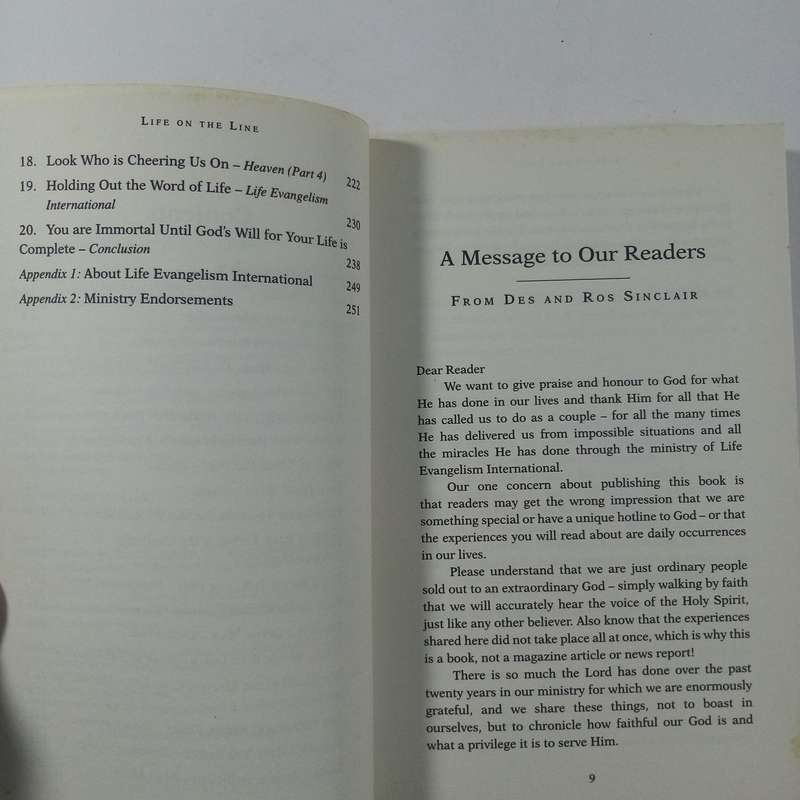 LIFE ON THE LINE
18. Look Who is Cheering Us On – Heaven (Part 4) 222
19. Holding Out the Word of Life – Life Evangelism
International 230
20. You are Immortal Until God's Will for Your Life is
Complete – Conclusion 238
Appendix 1: About Life Evangelism International 249
Appendix 2: Ministry Endorsements 251
A Message to Our Readers
FROM DES AND ROS SINCLAIR
Dear Reader
We want to give praise and honour to God for what
He has done in our lives and thank Him for all that He
has called us to do as a couple – for all the many times
He has delivered us from impossible situations and all
the miracles He has done through the ministry of Life
Evangelism International.
Our one concern about publishing this book is
that readers may get the wrong impression that we are
something special or have a unique hotline to God – or that
the experiences you will read about are daily occurrences
in our lives.
Please understand that we are just ordinary people
sold out to an extraordinary God – simply walking by faith
that we will accurately hear the voice of the Holy Spirit,
just like any other believer. Also know that the experiences
shared here did not take place all at once, which is why this
is a book, not a magazine article or news report!
There is so much the Lord has done over the past
twenty years in our ministry for which we are enormously
grateful, and we share these things, not to boast in
ourselves, but to chronicle how faithful our God is and
what a privilege it is to serve Him.
9